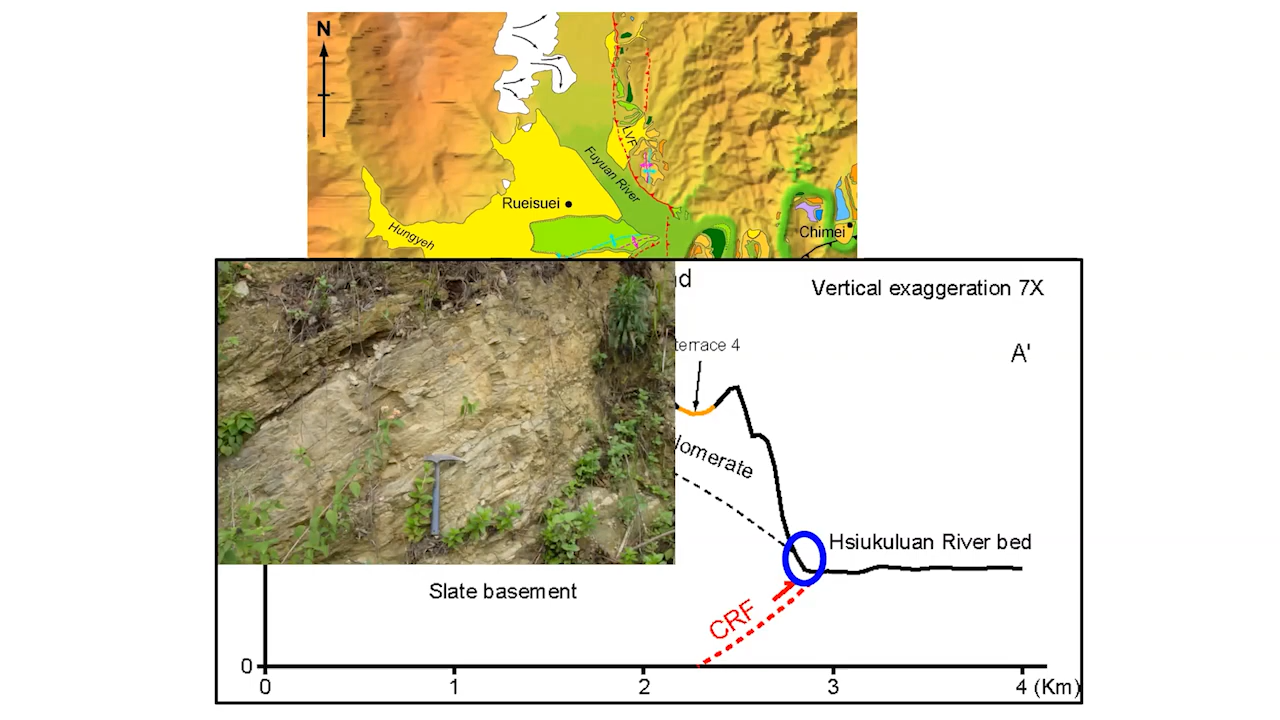 N
LVF
Fuyuan River
Rueisuei
Hungyeh
Chimei
Vertical exaggeration 7X
A'
terrace 4
Hsiukuluan River bed
Slate basement
CRF
0
0 1 2 3 4 (Km)